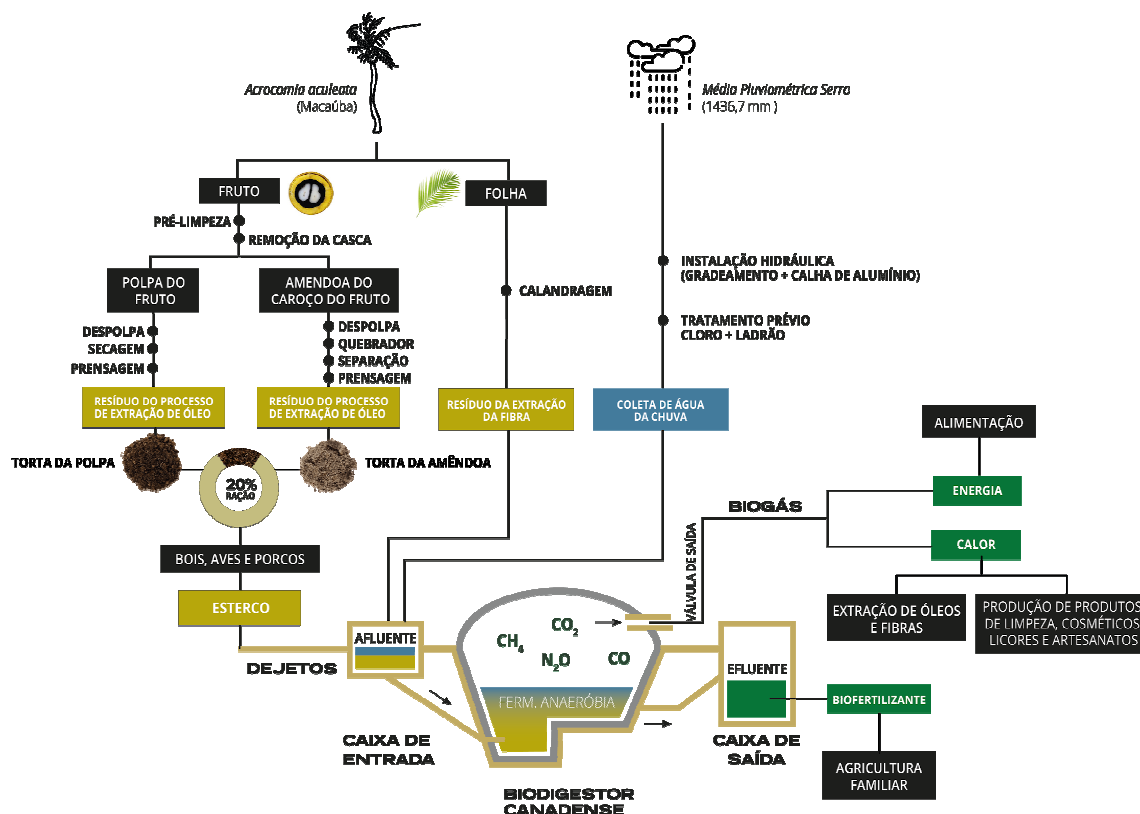 Acrocomia aculeata
(Macaúba)
Média Pluviométrica Serro
(1436,7 mm )
FRUTO
FOLHA
PRÉ-LIMPEZA
REMOÇÃO DA CASCA
POLPA DO
FRUTO
AMENDOA DO
CAROÇO DO FRUTO
INSTALAÇÃO HIDRÁULICA
(GRADEAMENTO + CALHA DE ALUMÍNIO)
CALANDRAGEM
DESPOLPA
SECAGEM
PRENSAGEM
DESPOLPA
QUEBRADOR
SEPARAÇÃO
PRENSAGEM
TRATAMENTO PRÉVIO
CLORO + LADRÃO
RESÍDUO DO PROCESSO
DE EXTRAÇÃO DE ÓLEO
RESÍDUO DO PROCESSO
DE EXTRAÇÃO DE ÓLEO
RESÍDUO DA EXTRAÇÃO
DA FIBRA
COLETA DE ÁGUA
DA CHUVA
TORTA DA POLPA
TORTA DA AMÊNDOA
20%
RAÇÃO
BOIS, AVES E PORCOS
ESTERCO
DEJETOS
AFLUENTE
CAIXA DE
ENTRADA
CH4
CO2
N2O
CO
FERM. ANAERÓBIA
BIODIGESTOR
CANADENSE
VÁLVULA DE SAÍDA
BIOGÁS
ALIMENTAÇÃO
ENERGIA
CALOR
EXTRAÇÃO DE ÓLEOS
E FIBRAS
PRODUÇÃO DE PRODUTOS
DE LIMPEZA, COSMÉTICOS
LICORES E ARTESANATOS
EFLUENTE
CAIXA DE
SAÍDA
BIOFERTILIZANTE
AGRICULTURA
FAMILIAR